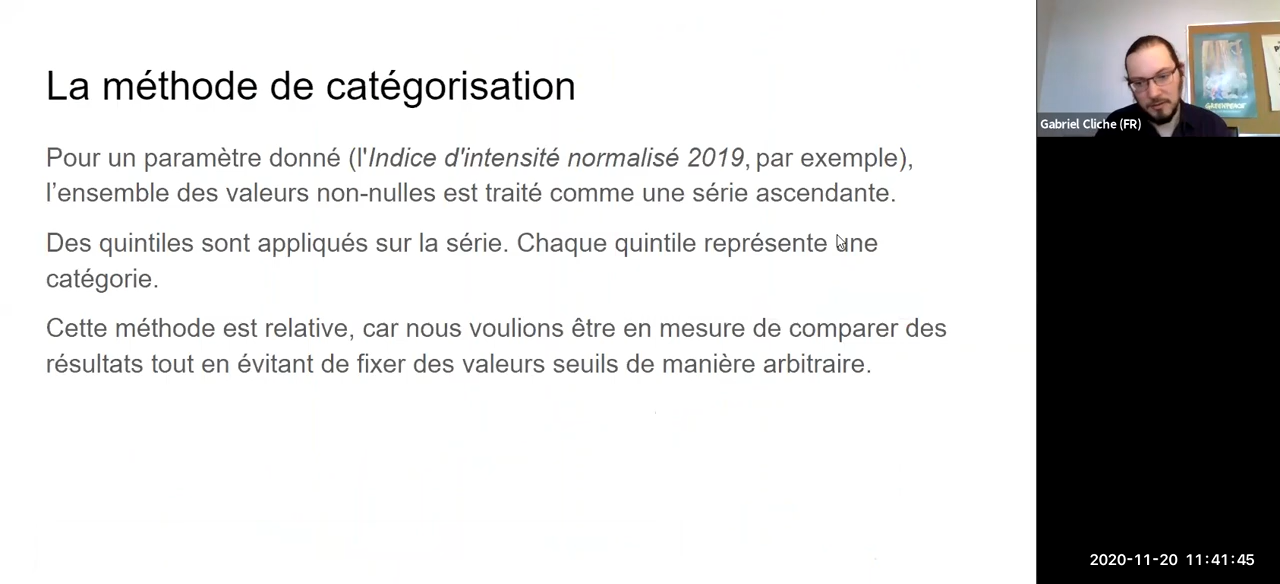 La méthode de catégorisation
Pour un paramètre donné (l'Indice d'intensité normalisé 2019, par exemple),
l’ensemble des valeurs non-nulles est traité comme une série ascendante.
Des quintiles sont appliqués sur la série. Chaque quintile représente une
catégorie.
Cette méthode est relative, car nous voulions être en mesure de comparer des
résultats tout en évitant de fixer des valeurs seuils de manière arbitraire.
GREENPEACE
Gabriel Cliche (FR)
2020-11-20 11:41:45